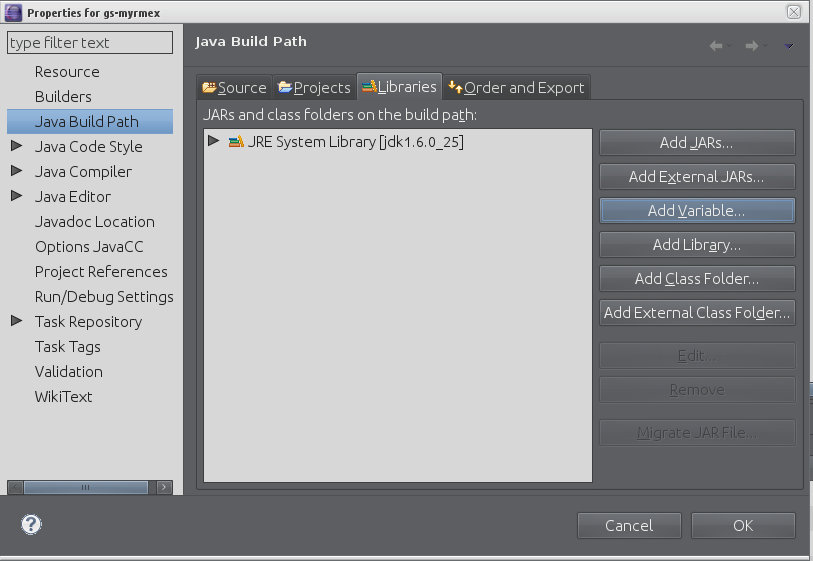 Properties for gs-myrmex
type filter text
Resource
Builders
Java Build Path
Java Code Style
Java Compiler
Java Editor
Javadoc Location
Options JavaCC
Project References
Run/Debug Settings
Task Repository
Task Tags
Validation
WikiText
Java Build Path
Source Projects Libraries Order and Export
JARs and class folders on the build path:
JRE System Library [jdk1.6.0_25]
Add JARs...
Add External JARs...
Add Variable...
Add Library...
Add Class Folder...
Add External Class Folder...
Edit...
Remove
Migrate JAR File...
?
Cancel OK